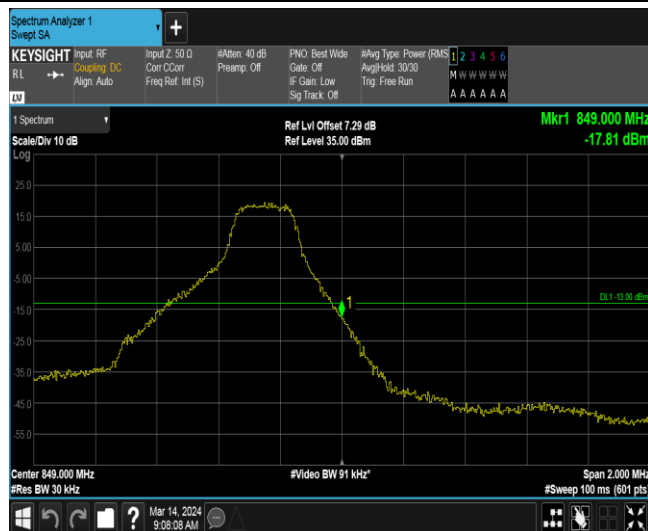 Spectrum Analyzer 1
Swept SA
+
KEYSIGHT
RL
Input: RF
Coupling: DC
Align: Auto
Input Z: 50 Ω
Corr CCorr
Freq Ref: Int (S)
#Atten: 40 dB
Preamp: Off
PNO: Best Wide
Gate: Off
IF Gain: Low
Sig Track: Off
#Avg Type: Power (RMS
Avg|Hold: 30/30
Trig: Free Run
1 2 3 4 5 6
M W W W W W
A A A A A A
1 Spectrum
Scale/Div 10 dB
Log
Ref Lvl Offset 7.29 dB
Ref Level 35.00 dBm
Mkr1 849.000 MHz
-17.81 dBm
25.0
15.0
5.00
-5.00
-15.0
-25.0
-35.0
-45.0
-55.0
DL1 -13.00 dBm
1
Center 849.000 MHz
#Res BW 30 kHz
#Video BW 91 kHz*
Span 2.000 MHz
#Sweep 100 ms (601 pts)
?
Mar 14, 2024
9:08:08 AM